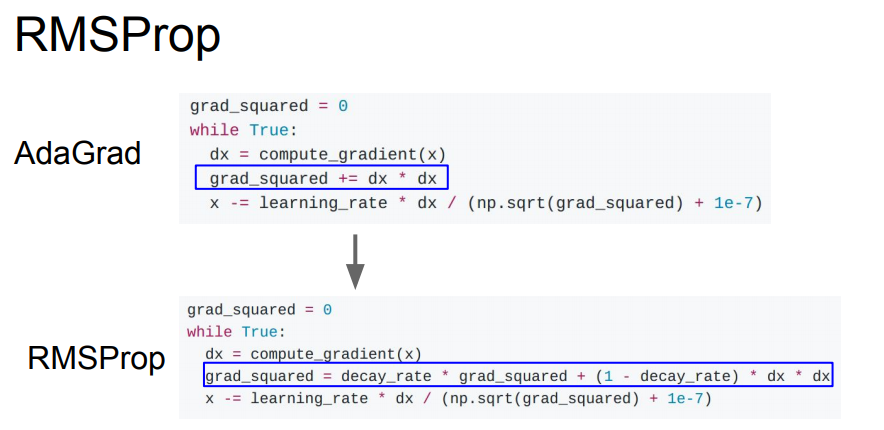 RMSProp
AdaGrad
grad_squared = 0
while True:
  dx = compute_gradient(x)
  grad_squared += dx * dx
  x -= learning_rate * dx / (np.sqrt(grad_squared) + 1e-7)
RMSProp
grad_squared = 0
while True:
  dx = compute_gradient(x)
  grad_squared = decay_rate * grad_squared + (1 - decay_rate) * dx * dx
  x -= learning_rate * dx / (np.sqrt(grad_squared) + 1e-7)